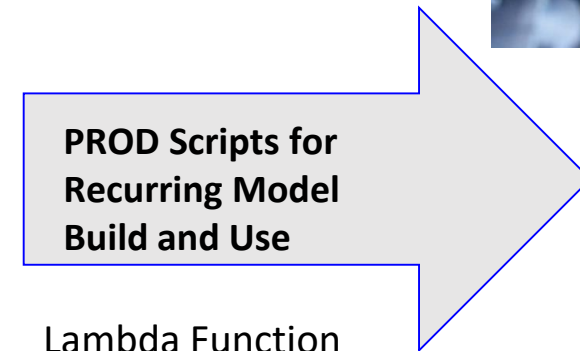 PROD Scripts for
Recurring Model
Build and Use
Lambda Function